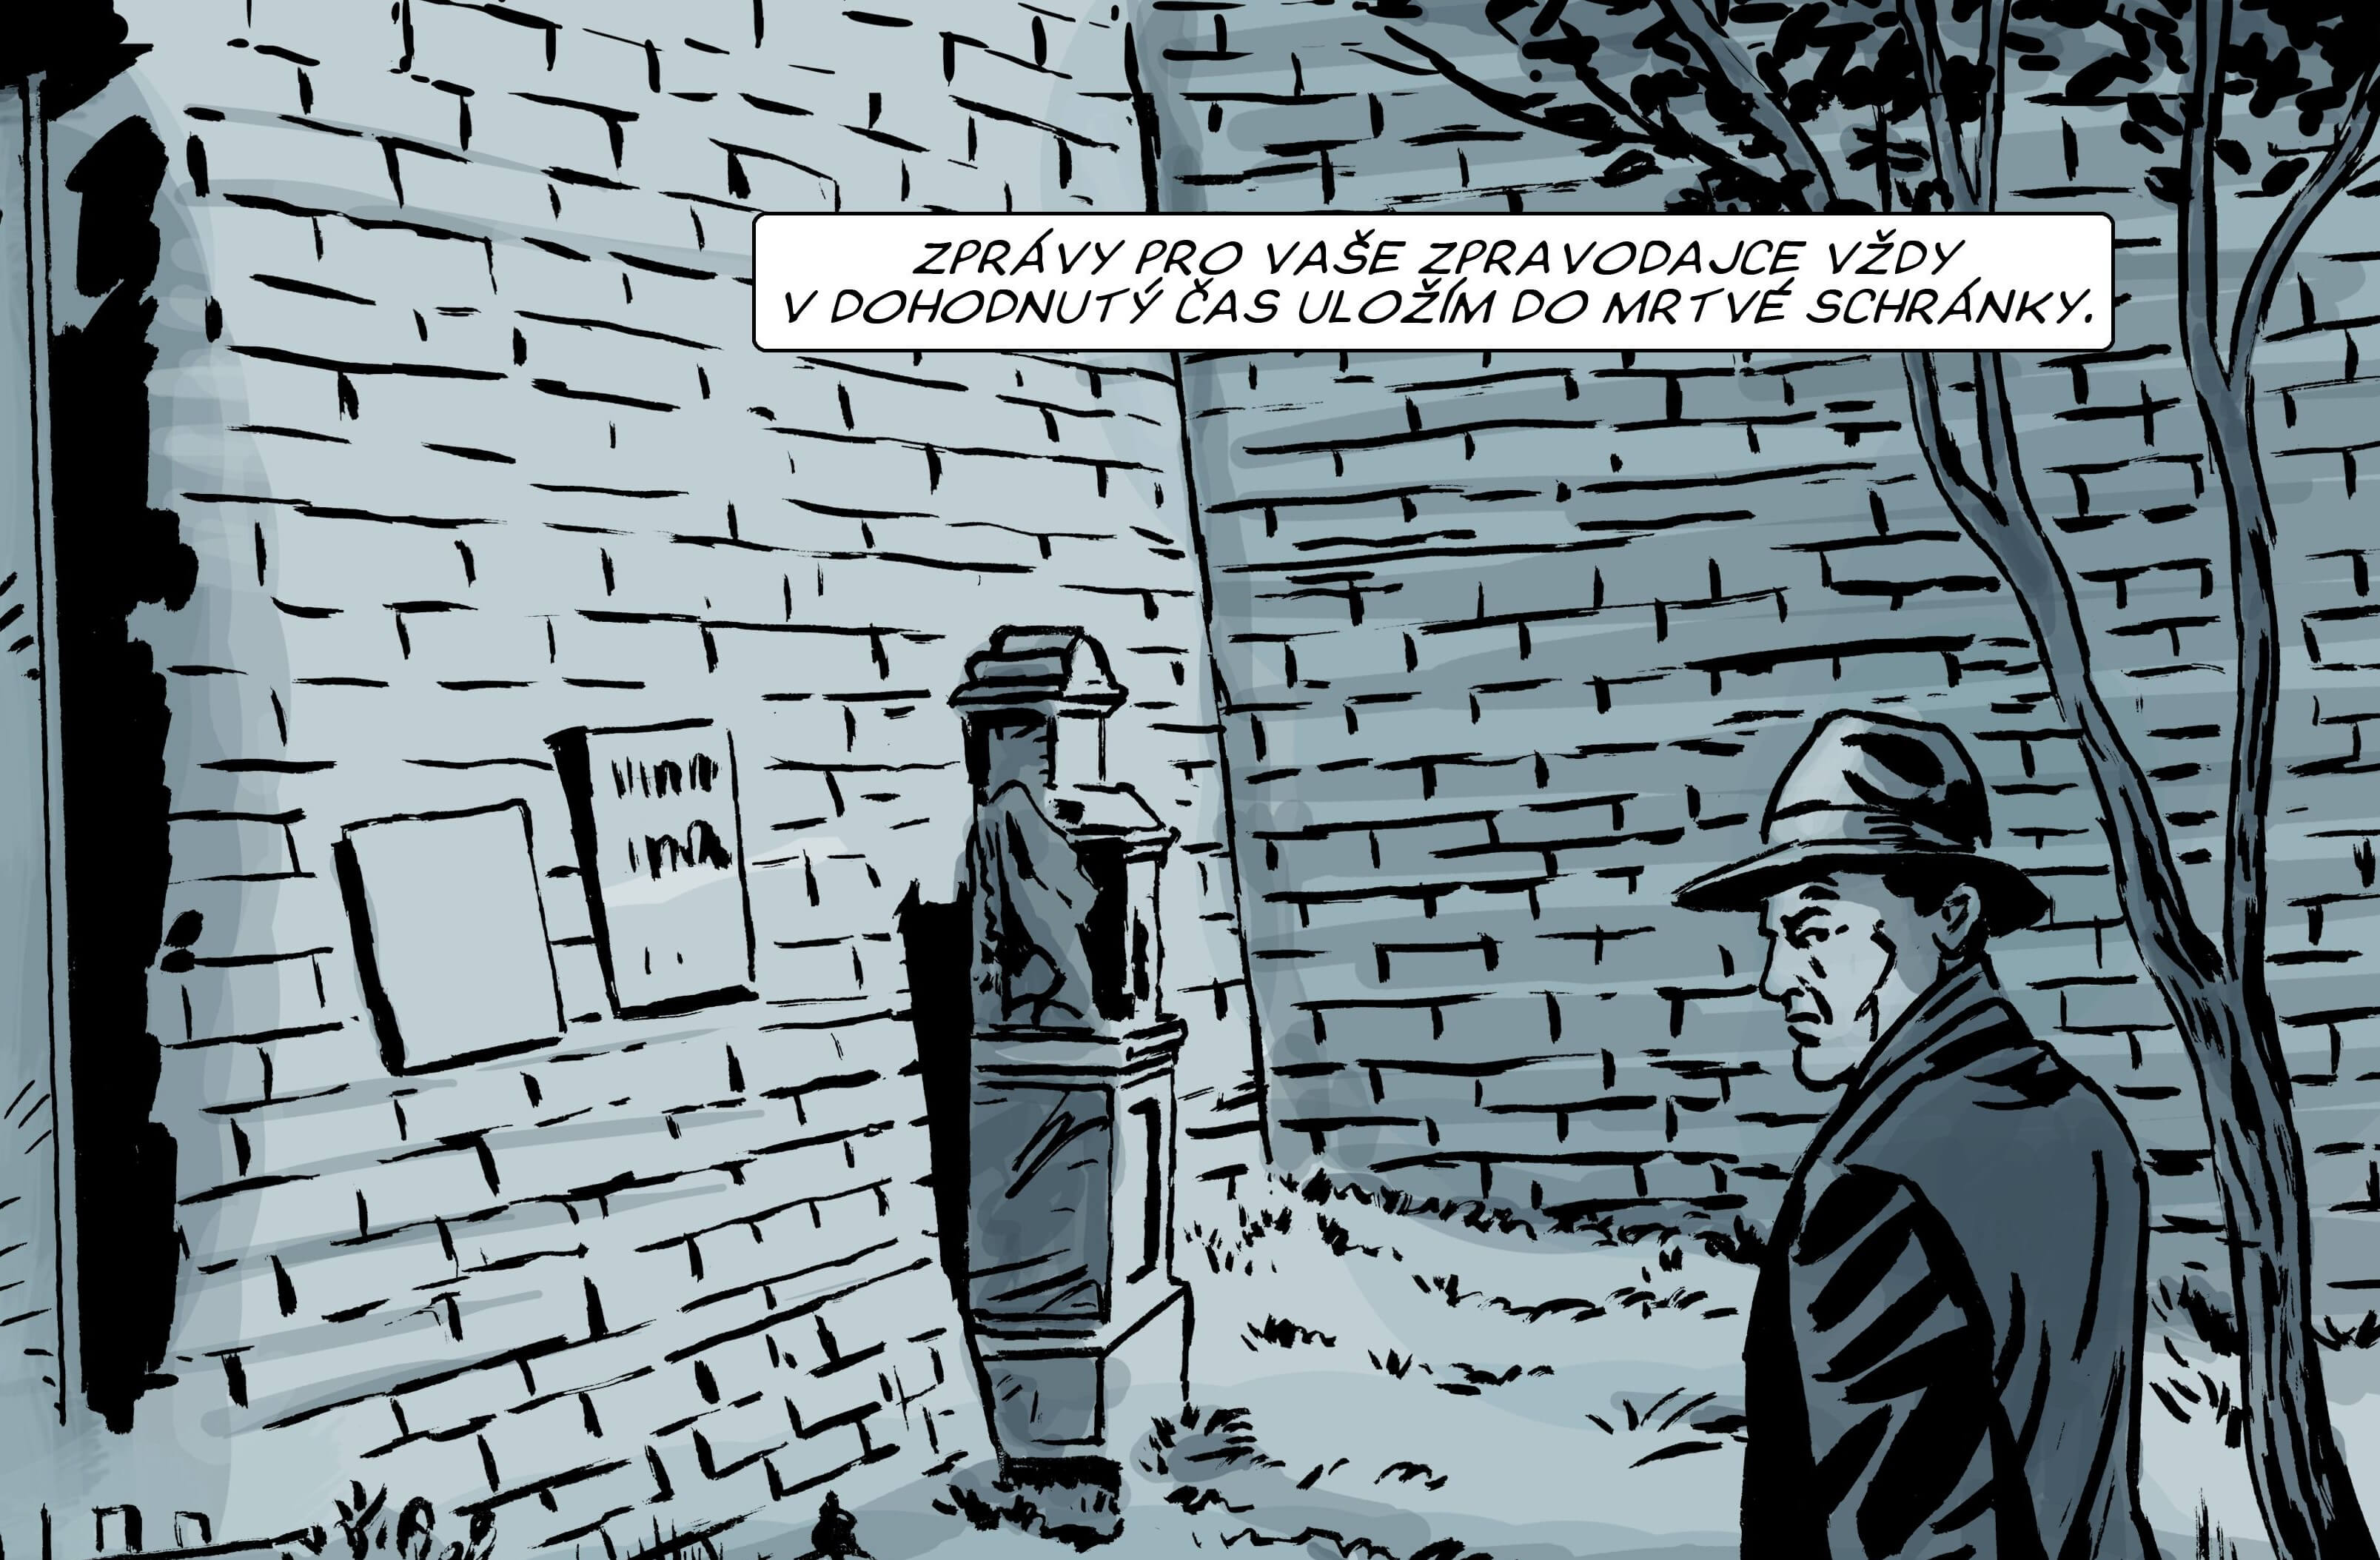 ZPRÁVY PRO VAŠE ZPRAVODAJCE VŽDY
V DOHODNUTÝ ČAS ULOŽÍM DO MRTVÉ SCHRÁNKY.